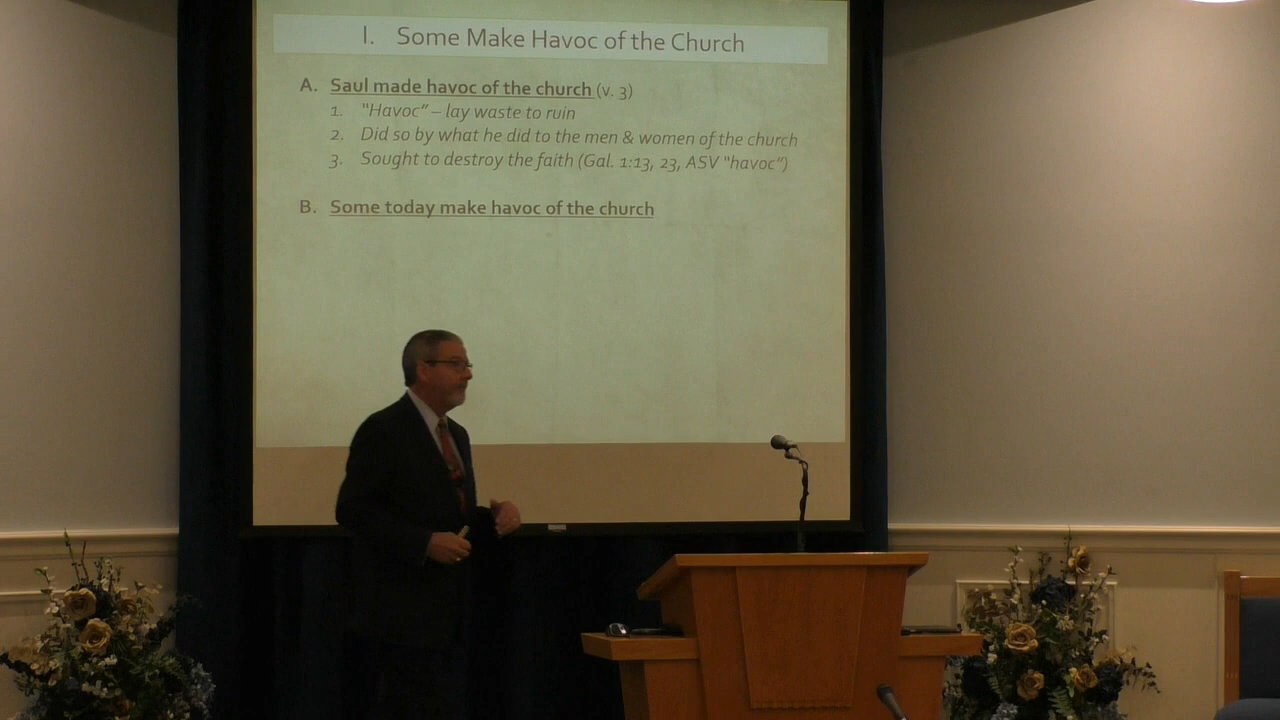 I. Some Make Havoc of the Church
A. Saul made havoc of the church (v. 3)
1. “Havoc” – lay waste to ruin
2. Did so by what he did to the men & women of the church
3. Sought to destroy the faith (Gal. 1:13, 23, ASV “havoc”)
B. Some today make havoc of the church